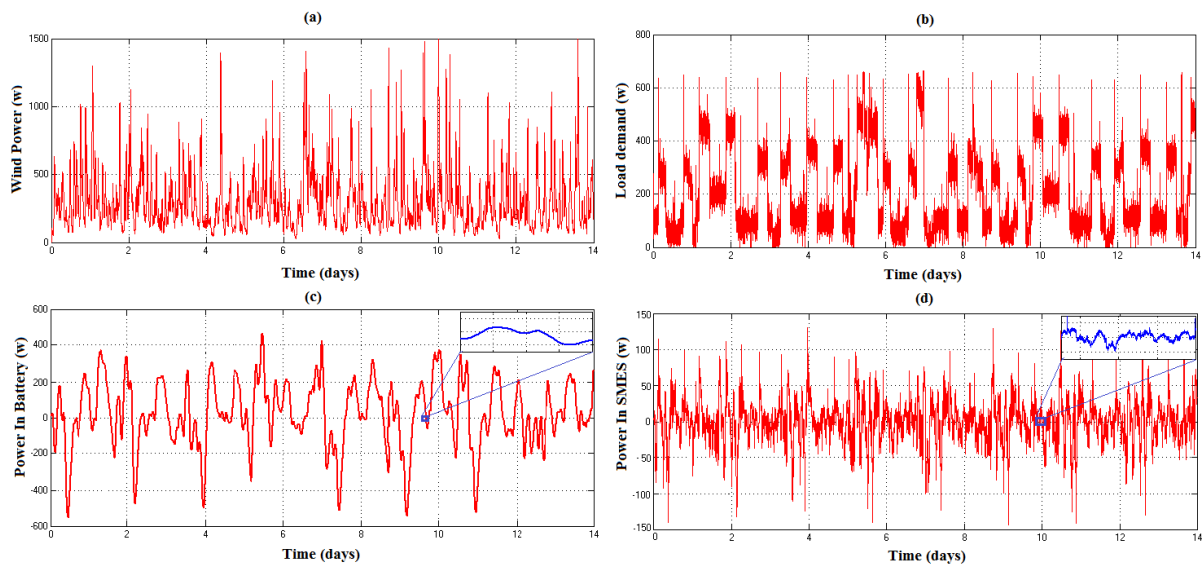 (a)
Wind Power (w)
1500
1000
500
0
0 2 4 6 8 10 12 14
Time (days)
(b)
Load demand (w)
800
600
400
200
0
0 2 4 6 8 10 12 14
Time (days)
(c)
Power In Battery (w)
600
400
200
0
-200
-400
-600
0 2 4 6 8 10 12 14
Time (days)
(d)
Power In SMES (w)
150
100
50
0
-50
-100
-150
0 2 4 6 8 10 12 14
Time (days)